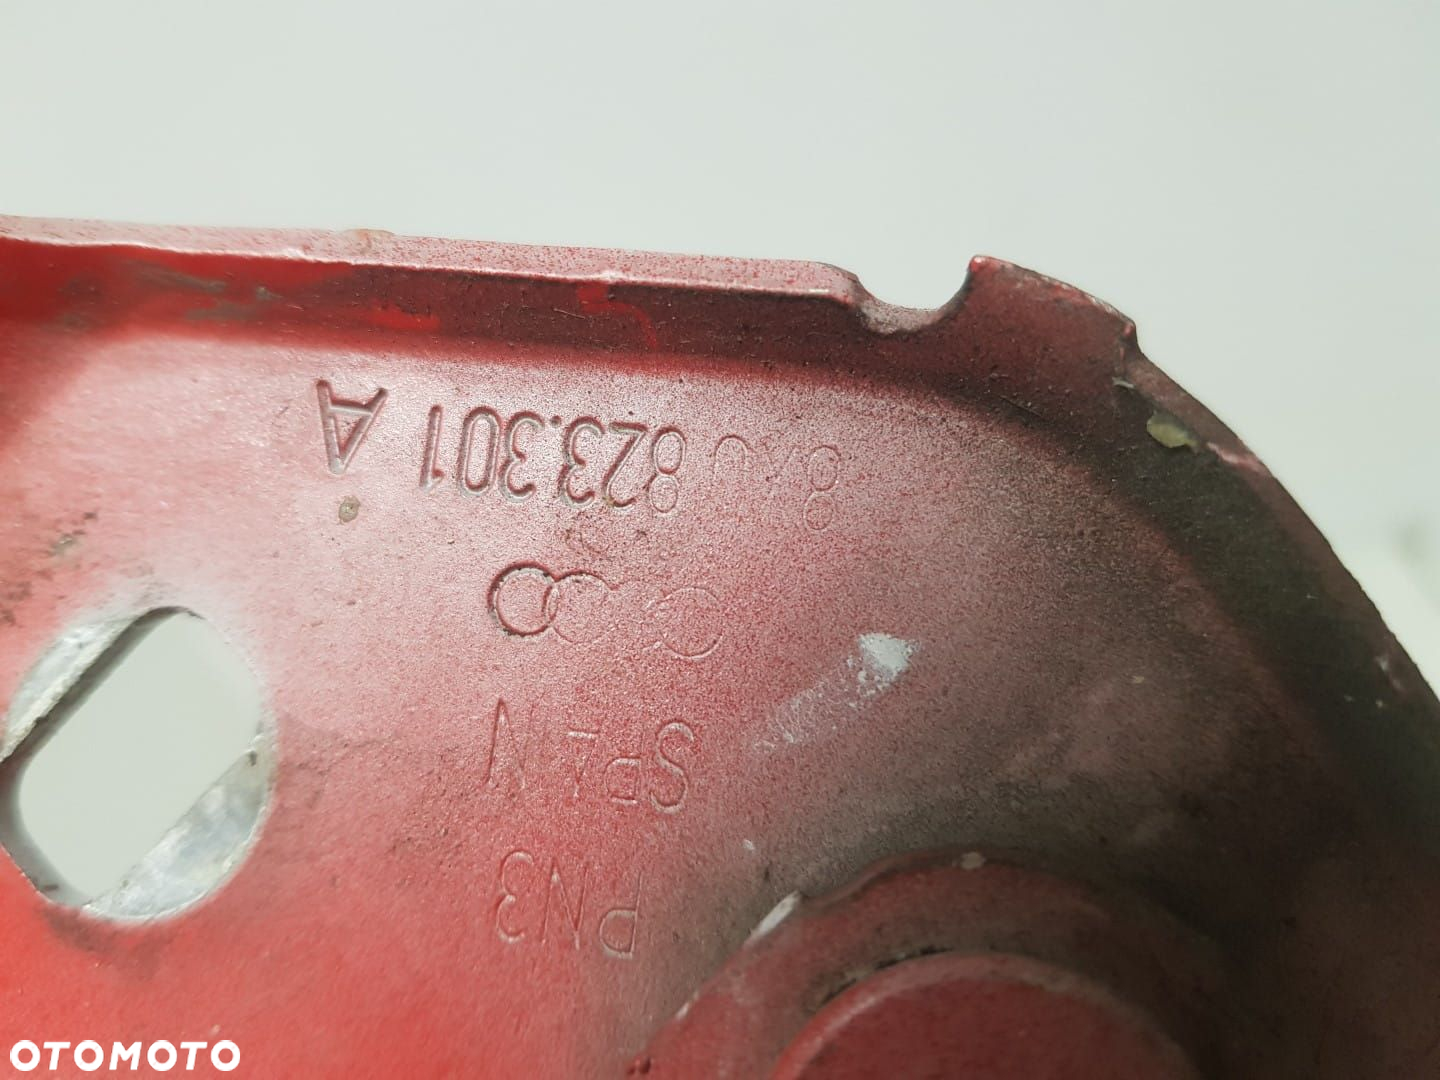 8X0 823.301 A
SPAIN
PN3
OTOMOTO